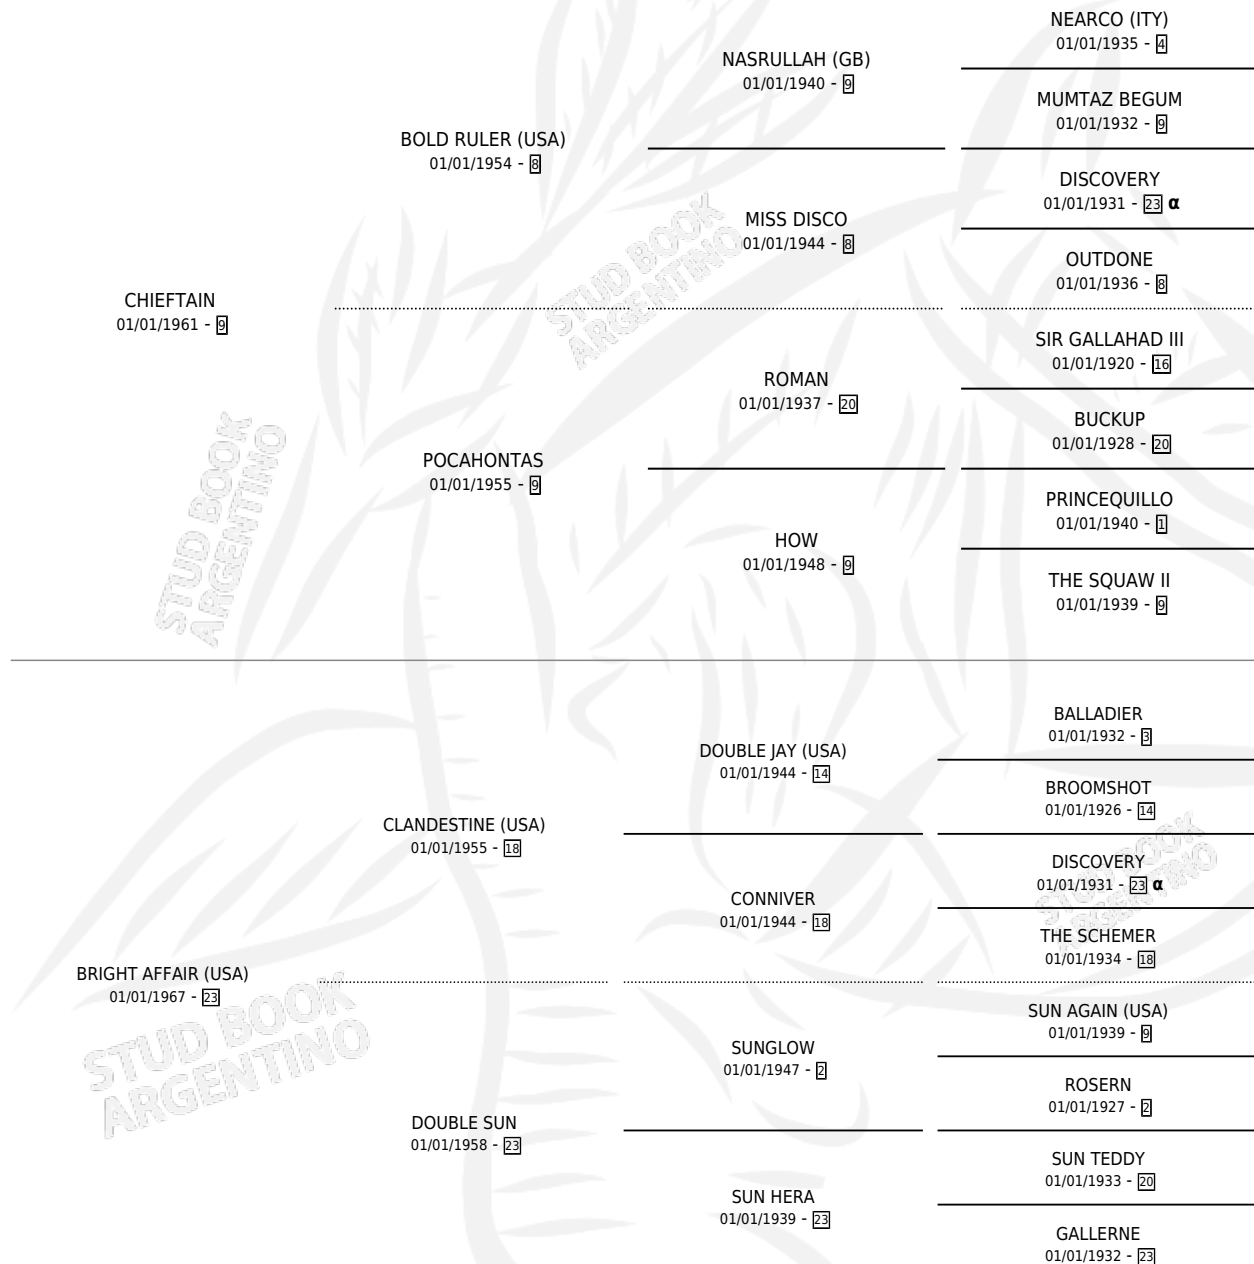 NEARCO (ITY)
01/01/1935 - 4
NASRULLAH (GB)
01/01/1940 - 9
MUMTAZ BEGUM
01/01/1932 - 9
BOLD RULER (USA)
01/01/1954 - 8
DISCOVERY
01/01/1931 - 23 α
MISS DISCO
01/01/1944 - 8
OUTDONE
01/01/1936 - 8
CHIEFTAIN
01/01/1961 - 9
SIR GALLAHAD III
01/01/1920 - 16
ROMAN
01/01/1937 - 20
BUCKUP
01/01/1928 - 20
POCAHONTAS
01/01/1955 - 9
PRINCEQUILLO
01/01/1940 - 1
HOW
01/01/1948 - 9
THE SQUAW II
01/01/1939 - 9
BALLADIER
01/01/1932 - 3
DOUBLE JAY (USA)
01/01/1944 - 14
BROOMSHOT
01/01/1926 - 14
CLANDESTINE (USA)
01/01/1955 - 18
DISCOVERY
01/01/1931 - 23 α
CONNIVER
01/01/1944 - 18
THE SCHEMER
01/01/1934 - 18
BRIGHT AFFAIR (USA)
01/01/1967 - 23
SUN AGAIN (USA)
01/01/1939 - 9
SUNGLOW
01/01/1947 - 2
ROSERN
01/01/1927 - 2
DOUBLE SUN
01/01/1958 - 23
SUN TEDDY
01/01/1933 - 20
SUN HERA
01/01/1939 - 23
GALLERNE
01/01/1932 - 23
STUD BOOK
ARGENTINO
STUD BOOK
ARGENTINO
STUD BOOK
ARGENTINO
STUD BOOK
ARGENTINO